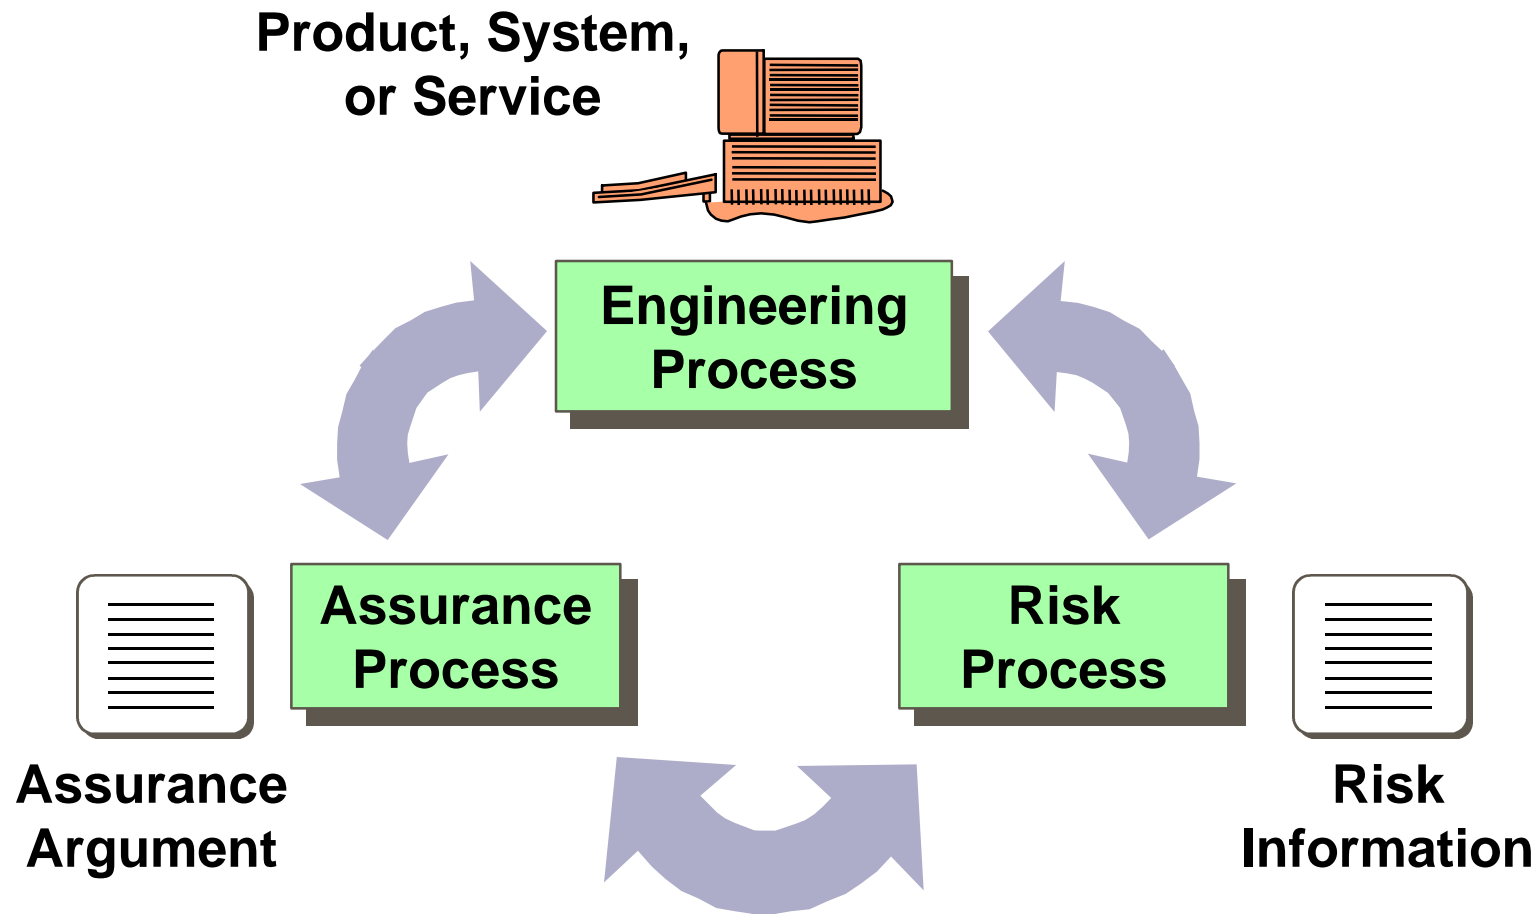 Product, System,
or Service
Engineering
Process
Assurance
Process
Risk
Process
Assurance
Argument
Risk
Information